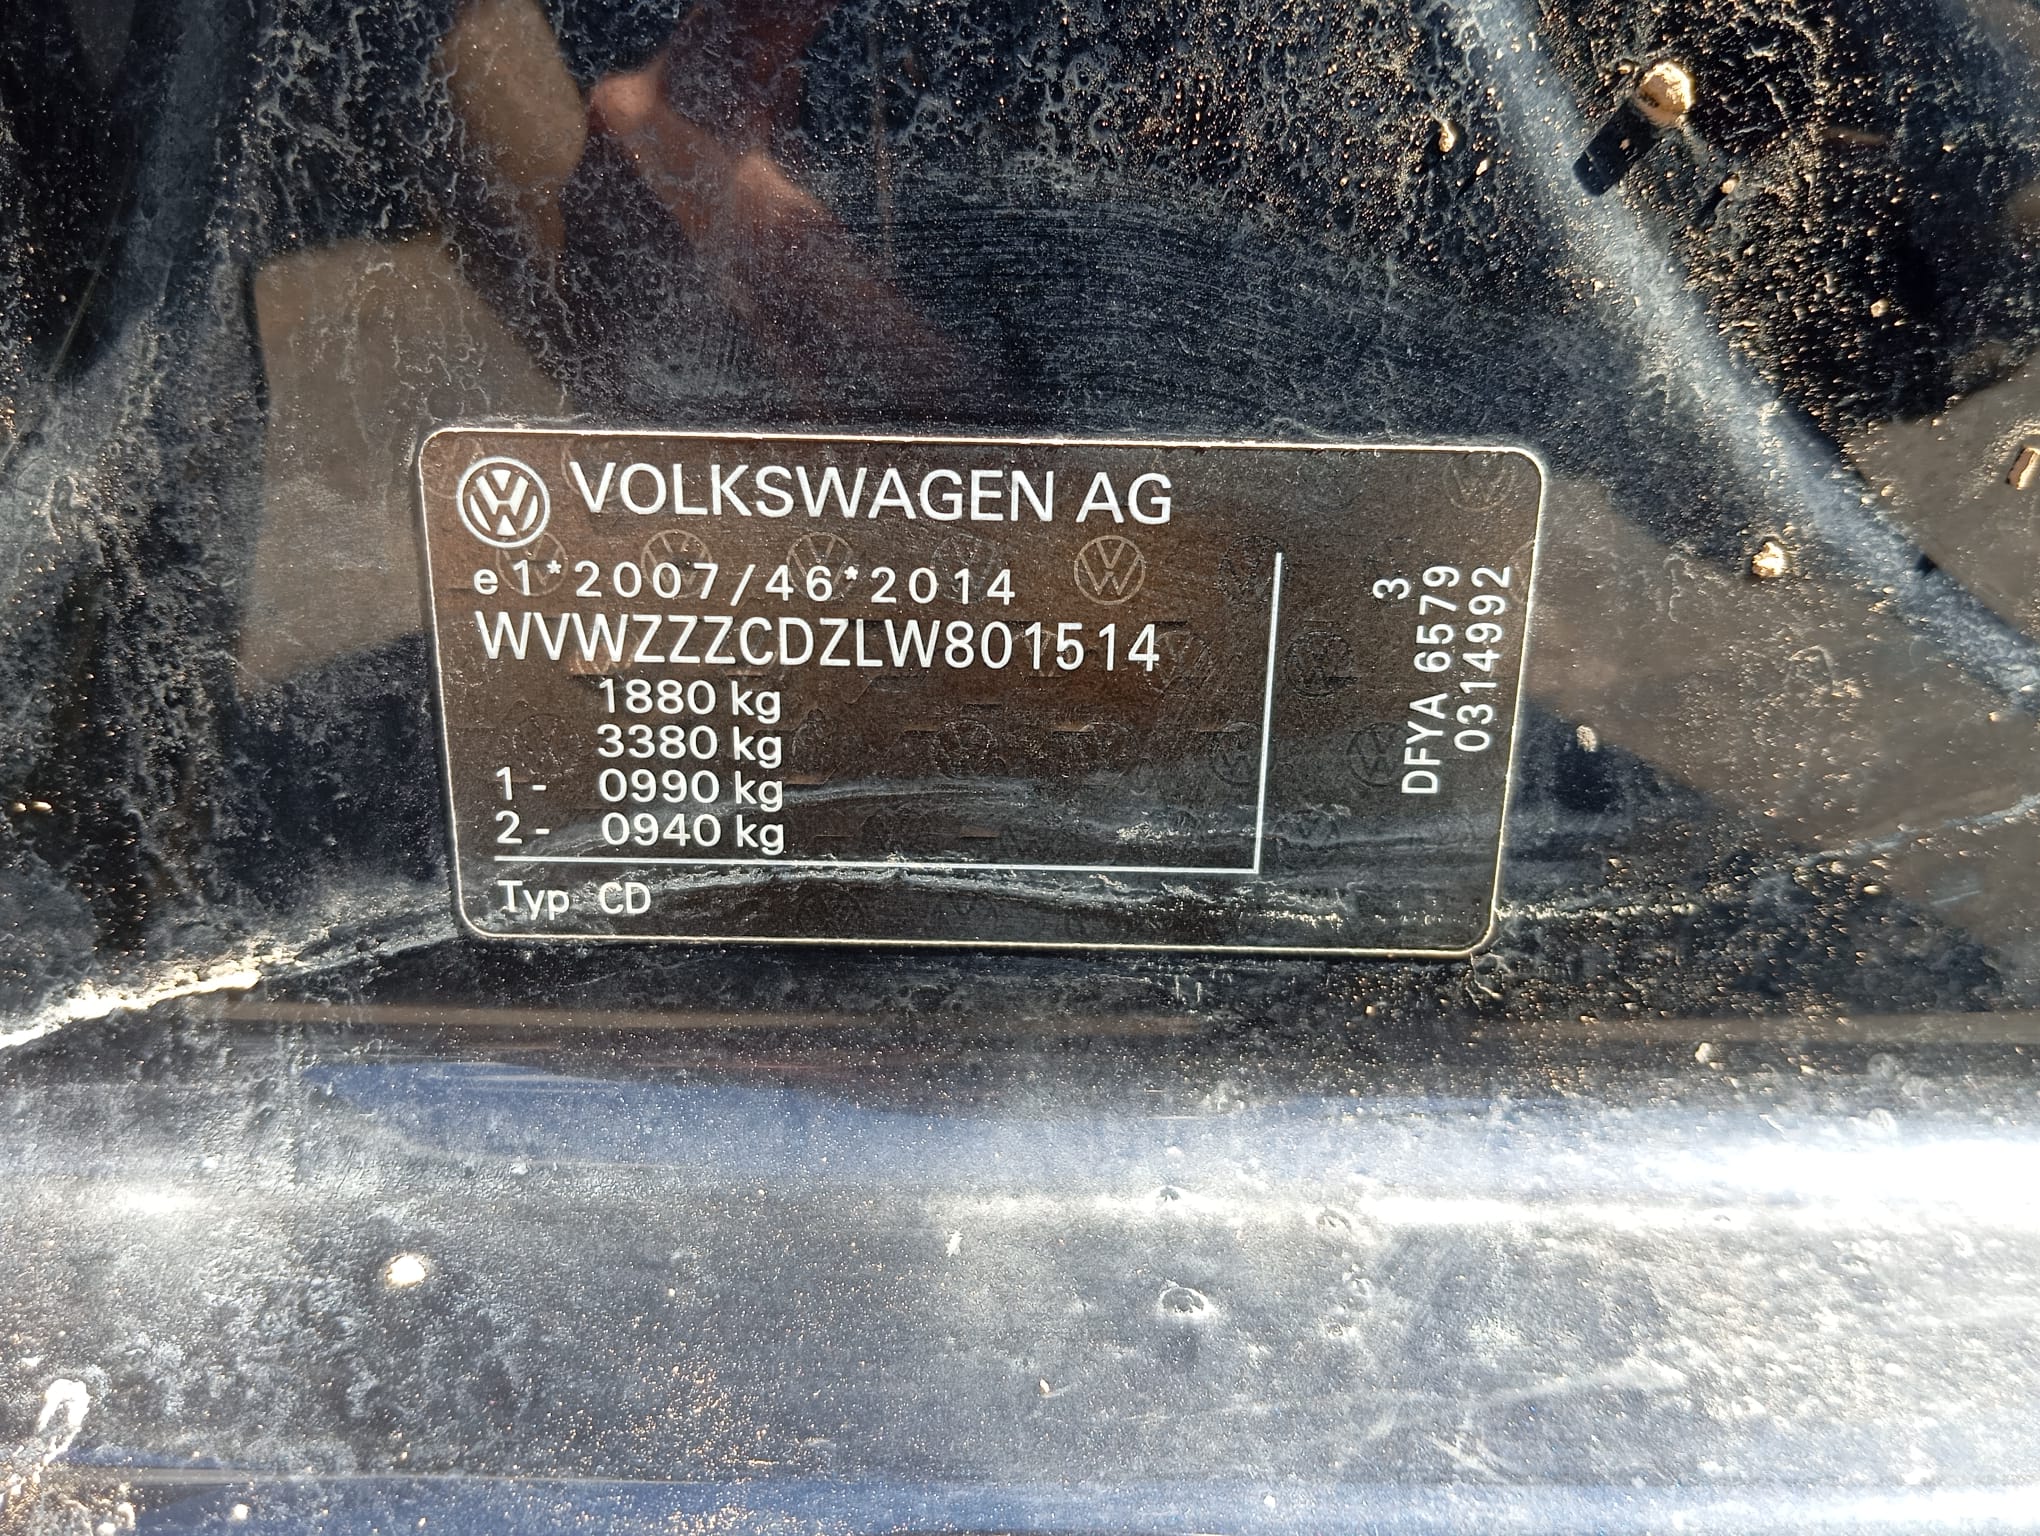 VOLKSWAGEN AG
e1*2007/46*2014
WVWZZZCDZLW801514
1880 kg
3380 kg
1- 0990 kg
2- 0940 kg
Typ CD
3
DFYA 6579
0314992